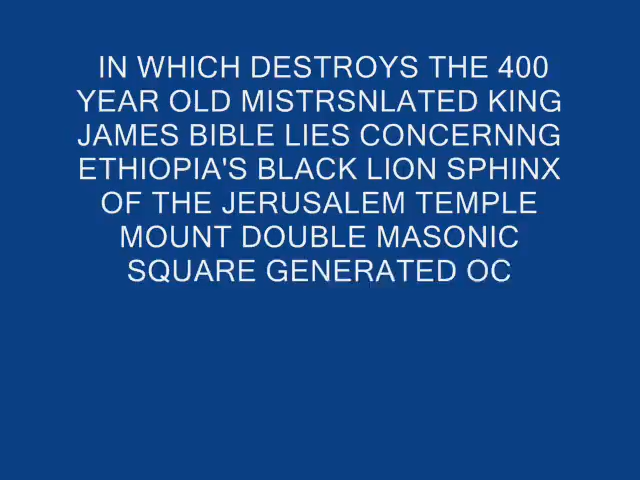 IN WHICH DESTROYS THE 400
YEAR OLD MISTRSNLATED KING
JAMES BIBLE LIES CONCERNNG
ETHIOPIA'S BLACK LION SPHINX
OF THE JERUSALEM TEMPLE
MOUNT DOUBLE MASONIC
SQUARE GENERATED OC